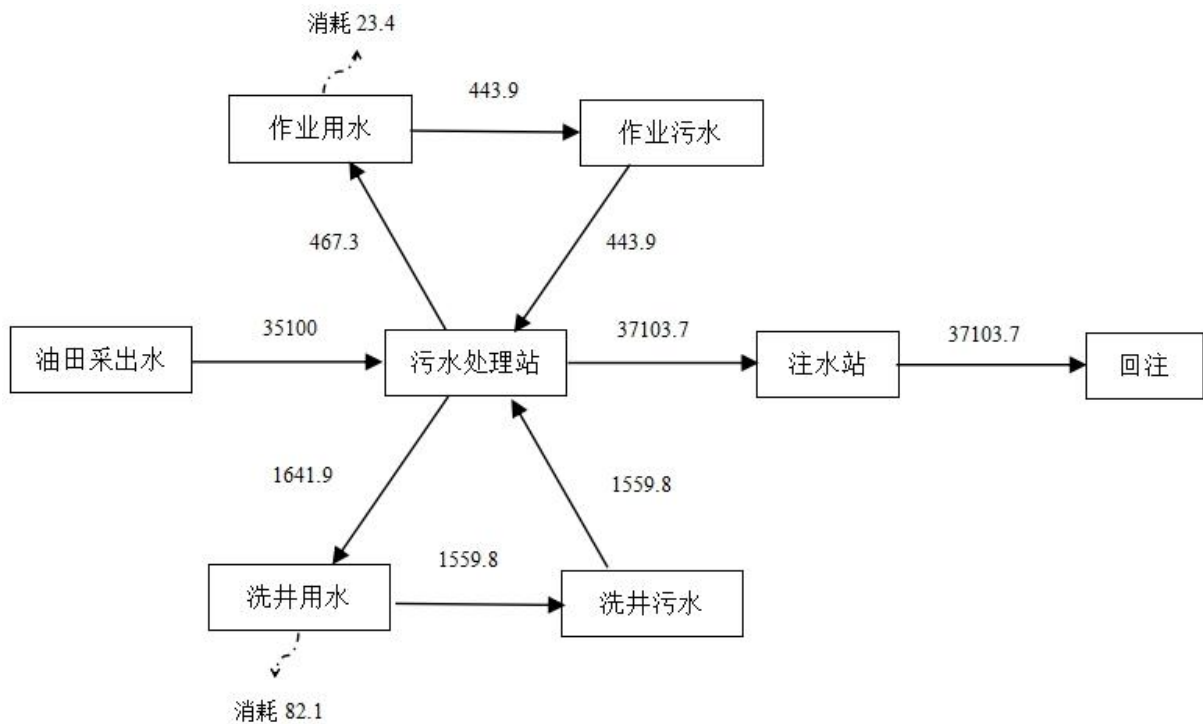 消耗 23.4
443.9
作业用水
作业污水
467.3
443.9
35100
37103.7
37103.7
油田采出水
污水处理站
注水站
回注
1641.9
1559.8
1559.8
洗井用水
洗井污水
消耗 82.1